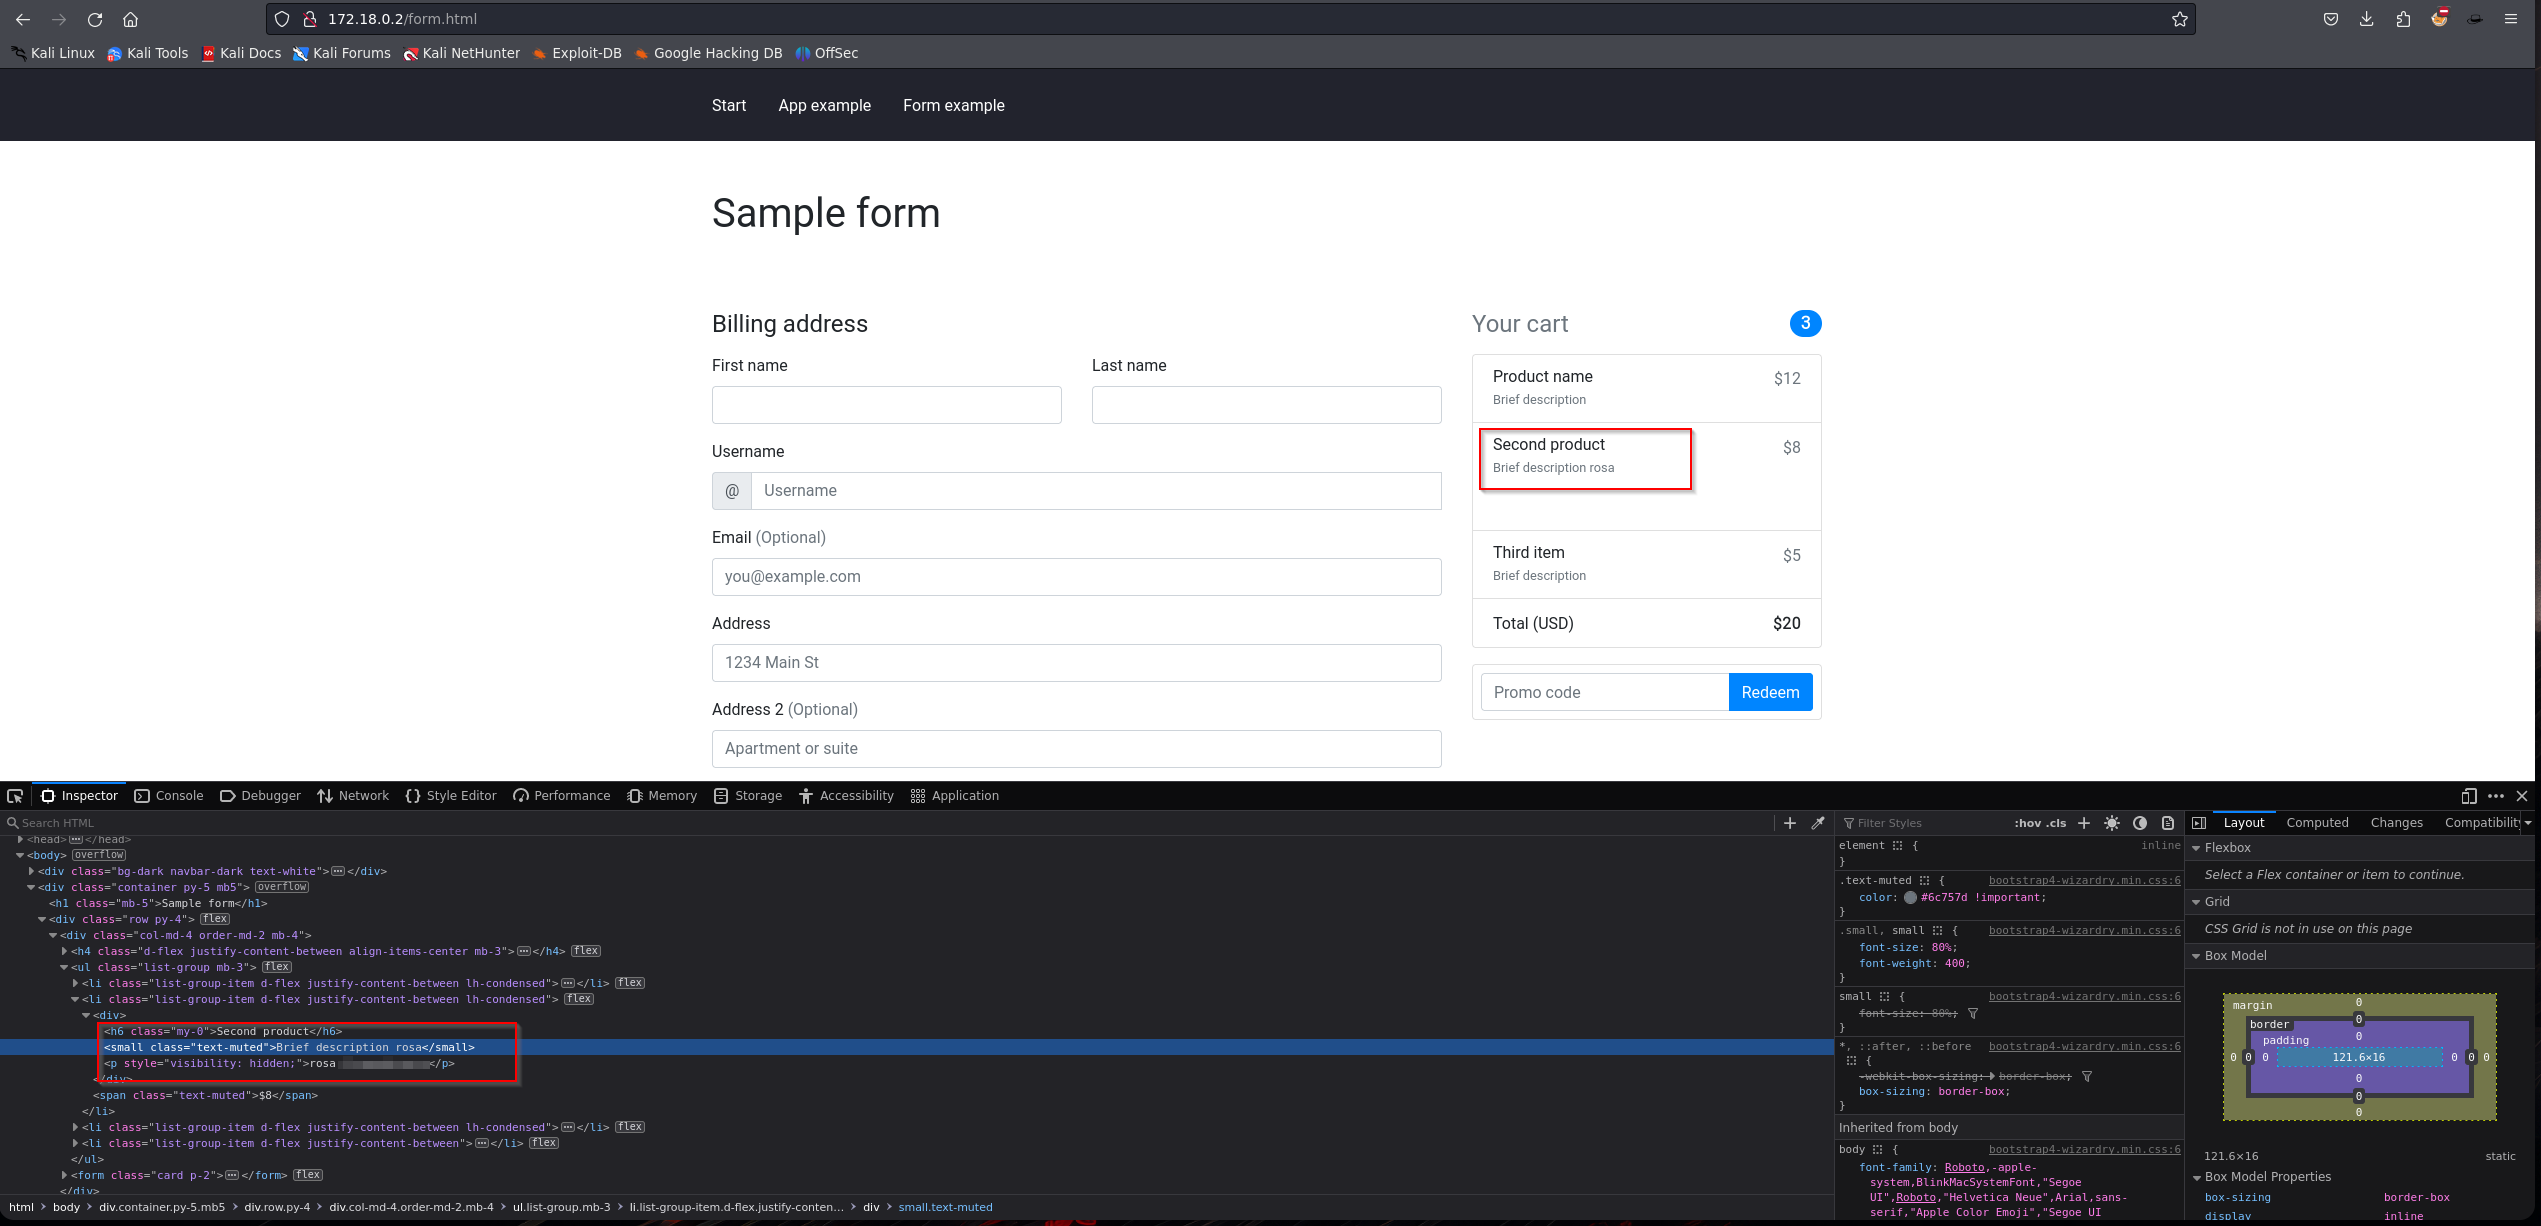 172.18.0.2/form.html
Kali Linux Kali Tools Kali Docs Kali Forums Kali NetHunter Exploit-DB Google Hacking DB OffSec
Start App example Form example
Sample form
Billing address
First name Last name
Username
@ Username
Email (Optional)
you@example.com
Address
1234 Main St
Address 2 (Optional)
Apartment or suite
Your cart 3
Product name $12
Brief description
Second product $8
Brief description rosa
Third item $5
Brief description
Total (USD) $20
Promo code Redeem
Inspector Console Debugger Network Style Editor Performance Memory Storage Accessibility Application
Search HTML
<head></head>
<body> overflow
<div class="bg-dark navbar-dark text-white"></div>
<div class="container py-5 mb5"> overflow
<h1 class="mb-5">Sample form</h1>
<div class="row py-4"> flex
<div class="col-md-4 order-md-2 mb-4">
<h4 class="d-flex justify-content-between align-items-center mb-3"></h4> flex
<ul class="list-group mb-3"> flex
<li class="list-group-item d-flex justify-content-between lh-condensed"></li> flex
<li class="list-group-item d-flex justify-content-between lh-condensed"> flex
<div>
<h6 class="my-0">Second product</h6>
<small class="text-muted">Brief description rosa</small>
<p style="visibility: hidden;">rosa </p>
</div>
<span class="text-muted">$8</span>
</li>
<li class="list-group-item d-flex justify-content-between lh-condensed"></li> flex
<li class="list-group-item d-flex justify-content-between"></li> flex
</ul>
<form class="card p-2"></form> flex
</div>
html body div.container.py-5.mb5 div.row.py-4 div.col-md-4.order-md-2.mb-4 ul.list-group.mb-3 li.list-group-item.d-flex.justify-conten... div small.text-muted
Filter Styles :hov .cls
element { inline
}
.text-muted { bootstrap4-wizardry.min.css:6
color: #6c757d !important;
}
.small, small { bootstrap4-wizardry.min.css:6
font-size: 80%;
font-weight: 400;
}
small { bootstrap4-wizardry.min.css:6
font-size: 80%;
}
*, ::after, ::before bootstrap4-wizardry.min.css:6
{
-webkit-box-sizing: border-box;
box-sizing: border-box;
}
Inherited from body
body { bootstrap4-wizardry.min.css:6
font-family: Roboto,-apple-
system,BlinkMacSystemFont,"Segoe
UI",Roboto,"Helvetica Neue",Arial,sans-
serif,"Apple Color Emoji","Segoe UI
Layout Computed Changes Compatibility
Flexbox
Select a Flex container or item to continue.
Grid
CSS Grid is not in use on this page
Box Model
margin 0
border 0
padding 0
0 0 0 121.6×16 0 0 0
0
0
0
121.6×16 static
Box Model Properties
box-sizing border-box
display inline